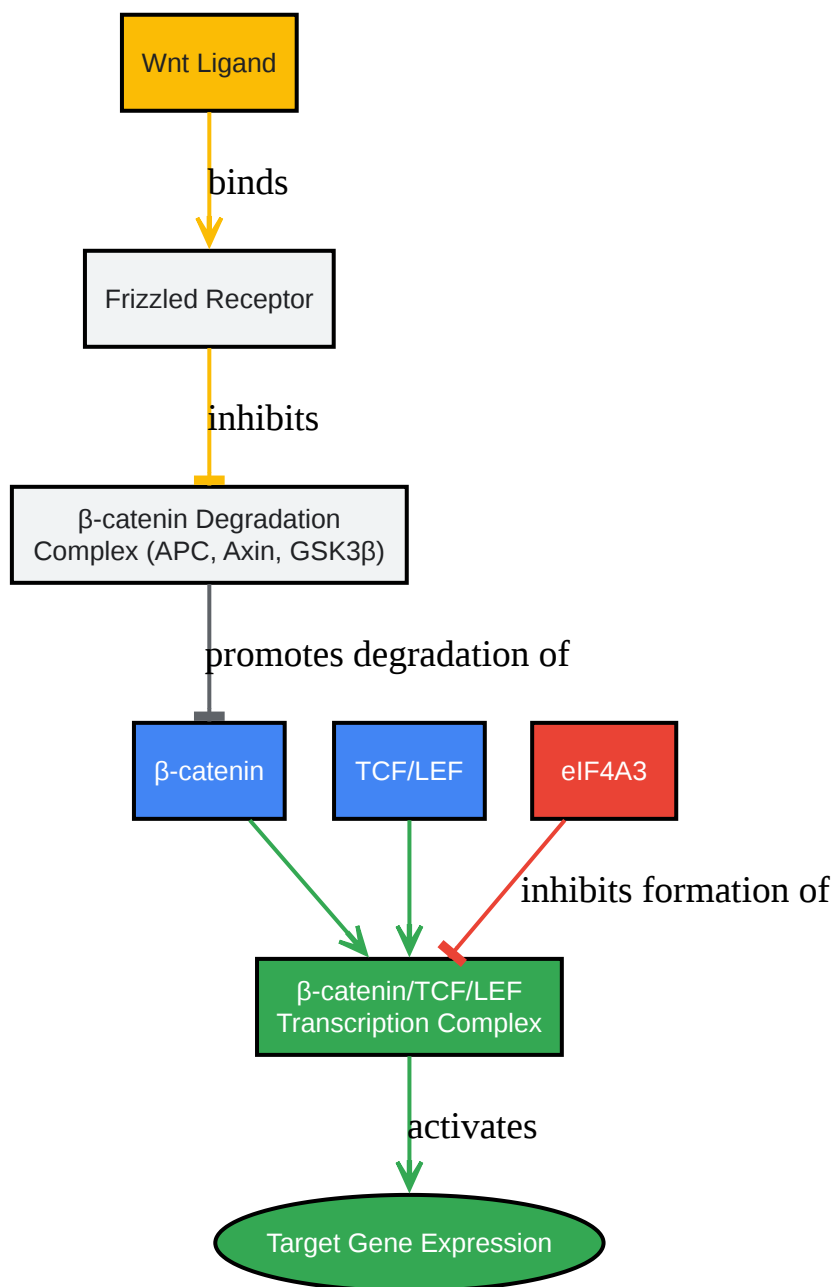 Wnt Ligand
binds
Frizzled Receptor
inhibits
β-catenin Degradation
Complex (APC, Axin, GSK3β)
promotes degradation of
β-catenin
TCF/LEF
eIF4A3
inhibits formation of
β-catenin/TCF/LEF
Transcription Complex
activates
Target Gene Expression